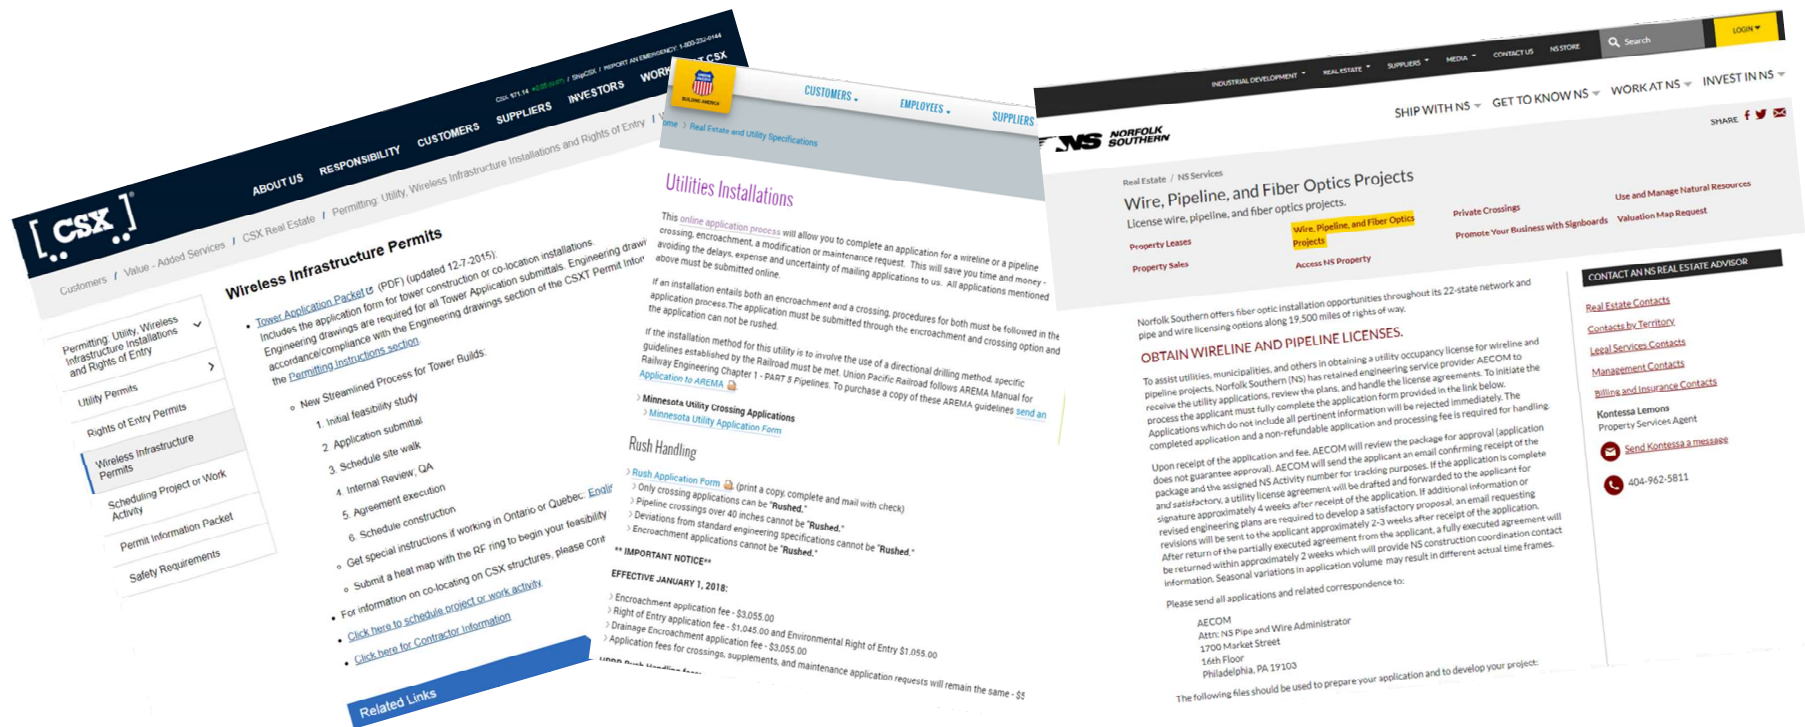 CSX: $71.14 +0.05 (0.07) / ShipCSX / REPORT AN EMERGENCY: 1-800-232-0144
ABOUT US RESPONSIBILITY CUSTOMERS SUPPLIERS INVESTORS CSX
[CSX]
Customers / Value - Added Services / CSX Real Estate / Permitting: Utility, Wireless Infrastructure Installations and Rights of Entry /
Permitting: Utility, Wireless
Infrastructure Installations
and Rights of Entry
Utility Permits
Rights of Entry Permits
Wireless Infrastructure
Permits
Scheduling Project or Work
Activity
Permit Information Packet
Safety Requirements
Wireless Infrastructure Permits
• Tower Application Packet (PDF) (updated 12-7-2015):
Includes the application form for tower construction or co-location installations.
Engineering drawings are required for all Tower Application submittals. Engineering drawi
accordance/compliance with the Engineering drawings section of the CSXT Permit Infor
the Permitting Instructions section.
New Streamlined Process for Tower Builds:
1. Initial feasibility study
2. Application submittal
3. Schedule site walk
4. Internal Review, QA
5. Agreement execution
6. Schedule construction
Get special instructions if working in Ontario or Quebec: Englis
Submit a heat map with the RF ring to begin your feasibility
• For information on co-locating on CSX structures, please cont
• Click here to schedule project or work activity
• Click here for Contractor Information
Related Links
UNION PACIFIC
BUILDING AMERICA
CUSTOMERS EMPLOYEES SUPPLIERS
ome > Real Estate and Utility Specifications
Utilities Installations
This online application process will allow you to complete an application for a wireline or a pipeline
crossing, encroachment, a modification or maintenance request. This will save you time and money -
avoiding the delays, expense and uncertainty of mailing applications to us. All applications mentioned
above must be submitted online.
If an installation entails both an encroachment and a crossing, procedures for both must be followed in the
application process.The application must be submitted through the encroachment and crossing option and
the application can not be rushed.
If the installation method for this utility is to involve the use of a directional drilling method, specific
guidelines established by the Railroad must be met. Union Pacific Railroad follows AREMA Manual for
Railway Engineering Chapter 1 - PART 5 Pipelines. To purchase a copy of these AREMA guidelines send an
Application to AREMA
> Minnesota Utility Crossing Applications
> Minnesota Utility Application Form
Rush Handling
> Rush Application Form (print a copy, complete and mail with check)
> Only crossing applications can be "Rushed."
> Pipeline crossings over 40 inches cannot be "Rushed."
> Deviations from standard engineering specifications cannot be "Rushed."
> Encroachment applications cannot be "Rushed."
** IMPORTANT NOTICE**
EFFECTIVE JANUARY 1, 2018:
> Encroachment application fee - $3,055.00
> Right of Entry application fee - $1,045.00 and Environmental Right of Entry $1,055.00
> Drainage Encroachment application fee - $3,055.00
> Application fees for crossings, supplements, and maintenance application requests will remain the same - $5
INDUSTRIAL DEVELOPMENT REAL ESTATE SUPPLIERS MEDIA CONTACT US NS STORE Search LOGIN
NS NORFOLK
SOUTHERN
SHIP WITH NS GET TO KNOW NS WORK AT NS INVEST IN NS
SHARE
Real Estate / NS Services
Wire, Pipeline, and Fiber Optics Projects
License wire, pipeline, and fiber optics projects.
Property Leases
Property Sales
Wire, Pipeline, and Fiber Optics
Projects
Access NS Property
Private Crossings
Promote Your Business with Signboards
Use and Manage Natural Resources
Valuation Map Request
Norfolk Southern offers fiber optic installation opportunities throughout its 22-state network and
pipe and wire licensing options along 19,500 miles of rights of way.
OBTAIN WIRELINE AND PIPELINE LICENSES.
To assist utilities, municipalities, and others in obtaining a utility occupancy license for wireline and
pipeline projects, Norfolk Southern (NS) has retained engineering service provider AECOM to
receive the utility applications, review the plans, and handle the license agreements. To initiate the
process the applicant must fully complete the application form provided in the link below.
Applications which do not include all pertinent information will be rejected immediately. The
completed application and a non-refundable application and processing fee is required for handling.
Upon receipt of the application and fee, AECOM will review the package for approval (application
does not guarantee approval). AECOM will send the applicant an email confirming receipt of the
package and the assigned NS Activity number for tracking purposes. If the application is complete
and satisfactory, a utility license agreement will be drafted and forwarded to the applicant for
signature approximately 4 weeks after receipt of the application. If additional information or
revised engineering plans are required to develop a satisfactory proposal, an email requesting
revisions will be sent to the applicant approximately 2-3 weeks after receipt of the application.
After return of the partially executed agreement from the applicant, a fully executed agreement will
be returned within approximately 2 weeks which will provide NS construction coordination contact
information. Seasonal variations in application volume may result in different actual time frames.
Please send all applications and related correspondence to:
AECOM
Attn: NS Pipe and Wire Administrator
1700 Market Street
16th Floor
Philadelphia, PA 19103
The following files should be used to prepare your application and to develop your project:
CONTACT AN NS REAL ESTATE ADVISOR
Real Estate Contacts
Contacts by Territory
Legal Services Contacts
Management Contacts
Billing and Insurance Contacts
Kontessa Lemons
Property Services Agent
Send Kontessa a message
404-962-5811